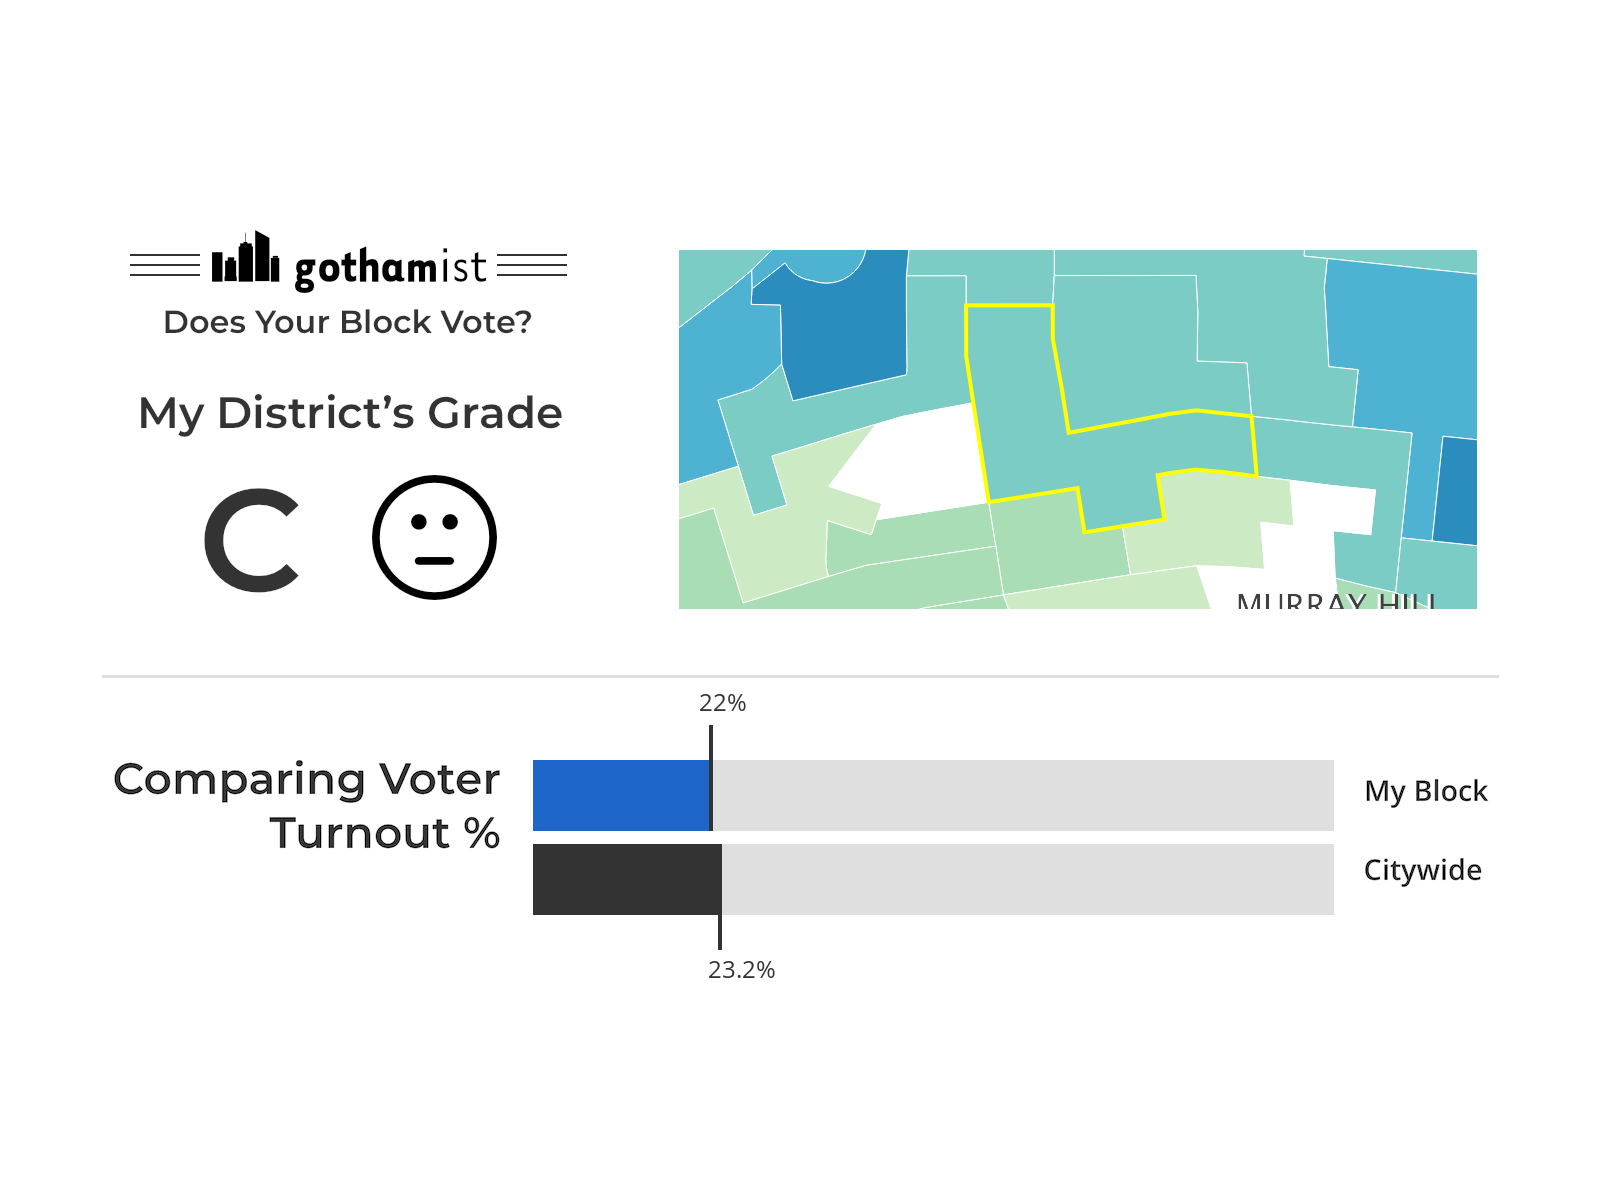 gothamist
Does Your Block Vote?
My District’s Grade
C
MURRAY HILL
22%
Comparing Voter
Turnout %
My Block
Citywide
23.2%